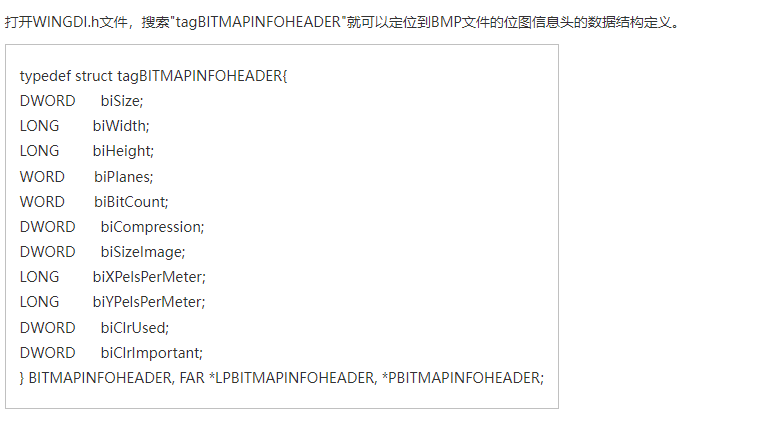 打开WINGDI.h文件，搜索"tagBITMAPINFOHEADER"就可以定位到BMP文件的位图信息头的数据结构定义。
typedef struct tagBITMAPINFOHEADER{
DWORD biSize;
LONG biWidth;
LONG biHeight;
WORD biPlanes;
WORD biBitCount;
DWORD biCompression;
DWORD biSizeImage;
LONG biXPelsPerMeter;
LONG biYPelsPerMeter;
DWORD biClrUsed;
DWORD biClrImportant;
} BITMAPINFOHEADER, FAR *LPBITMAPINFOHEADER, *PBITMAPINFOHEADER;